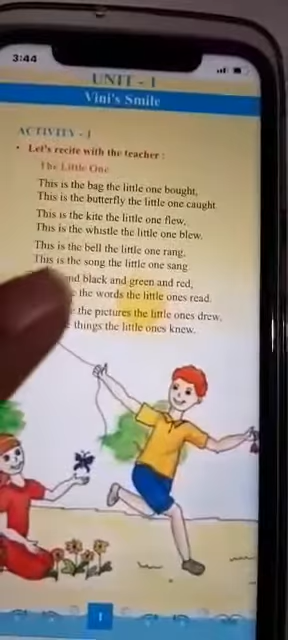 3:44
UNIT - 1
Vini's Smile
ACTIVITY - 1
• Let's recite with the teacher :
The Little One
This is the bag the little one bought,
This is the butterfly the little one caught
This is the kite the little one flew,
This is the whistle the little one blew.
This is the bell the little one rang,
This is the song the little one sang
and black and green and red,
the words the little ones read.
the pictures the little ones drew,
things the little ones knew.
1